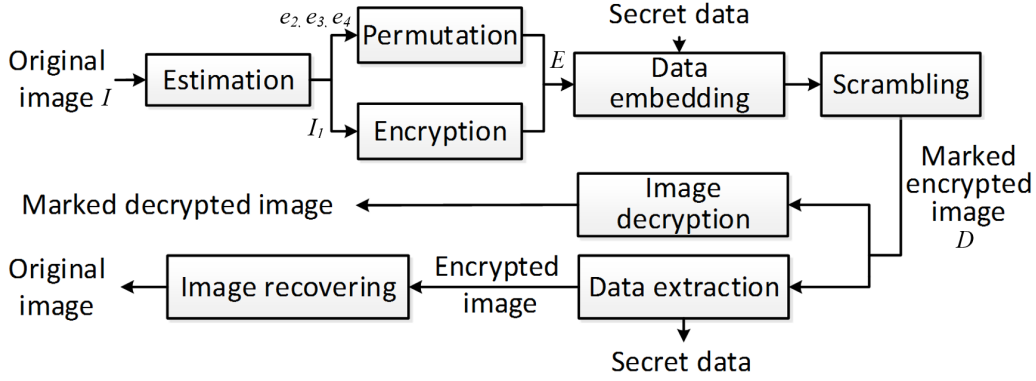 Secret data
e2, e3, e4
Permutation
Original
image I
Estimation
E
Data
embedding
Scrambling
I1
Encryption
Marked
encrypted
image
D
Marked decrypted image
Image
decryption
Original
image
Image recovering
Encrypted
image
Data extraction
Secret data